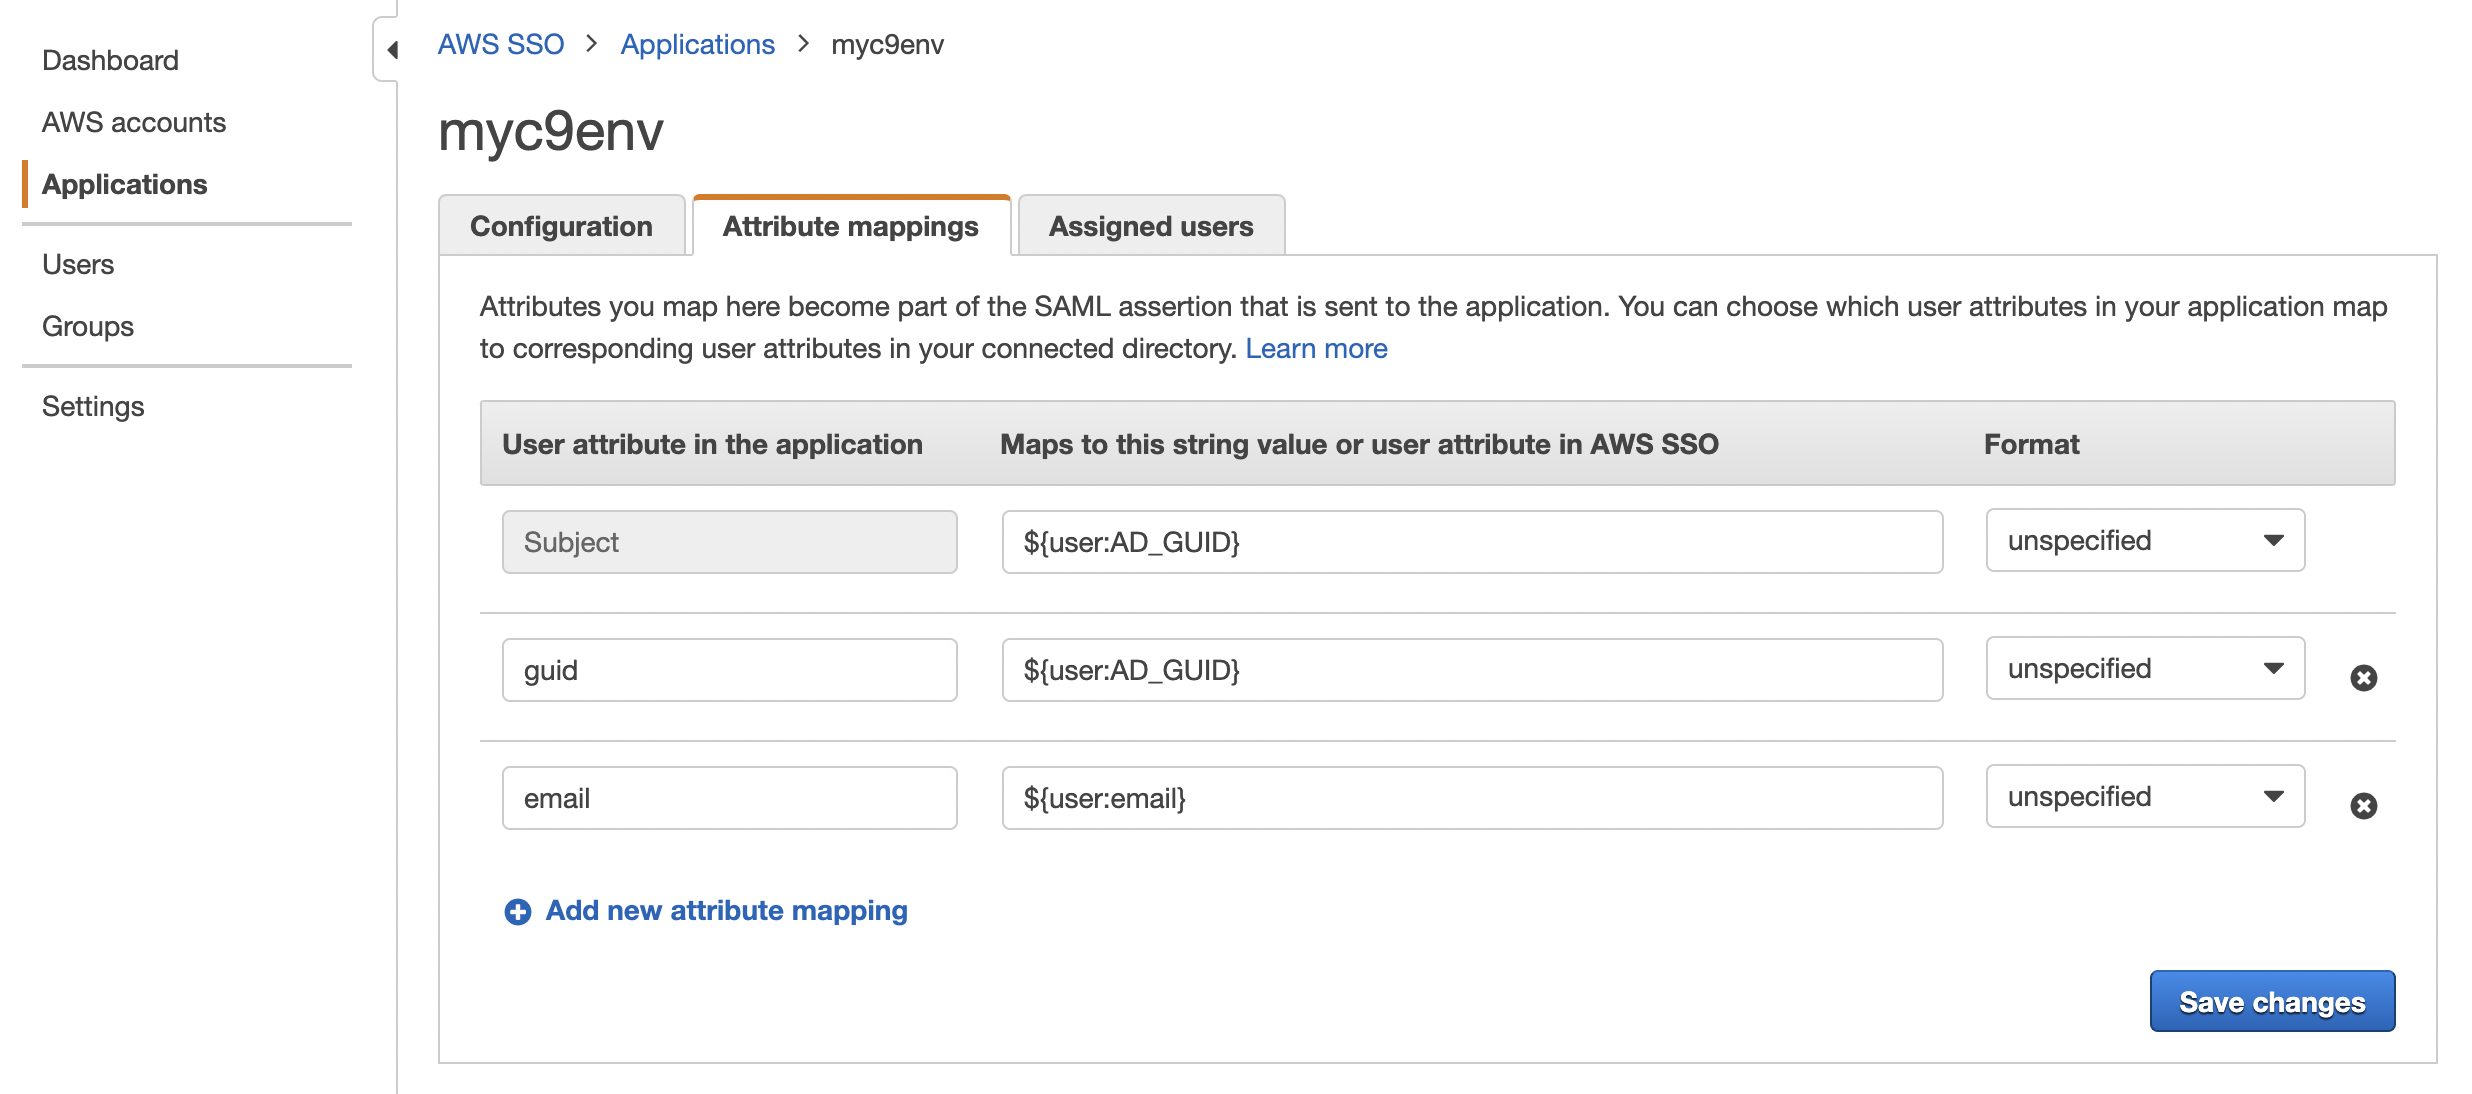 Dashboard
AWS accounts
Applications
Users
Groups
Settings
AWS SSO > Applications > myc9env
myc9env
Configuration
Attribute mappings
Assigned users
Attributes you map here become part of the SAML assertion that is sent to the application. You can choose which user attributes in your application map
to corresponding user attributes in your connected directory. Learn more
User attribute in the application Maps to this string value or user attribute in AWS SSO Format
Subject ${user:AD_GUID} unspecified
guid ${user:AD_GUID} unspecified
email ${user:email} unspecified
Add new attribute mapping
Save changes